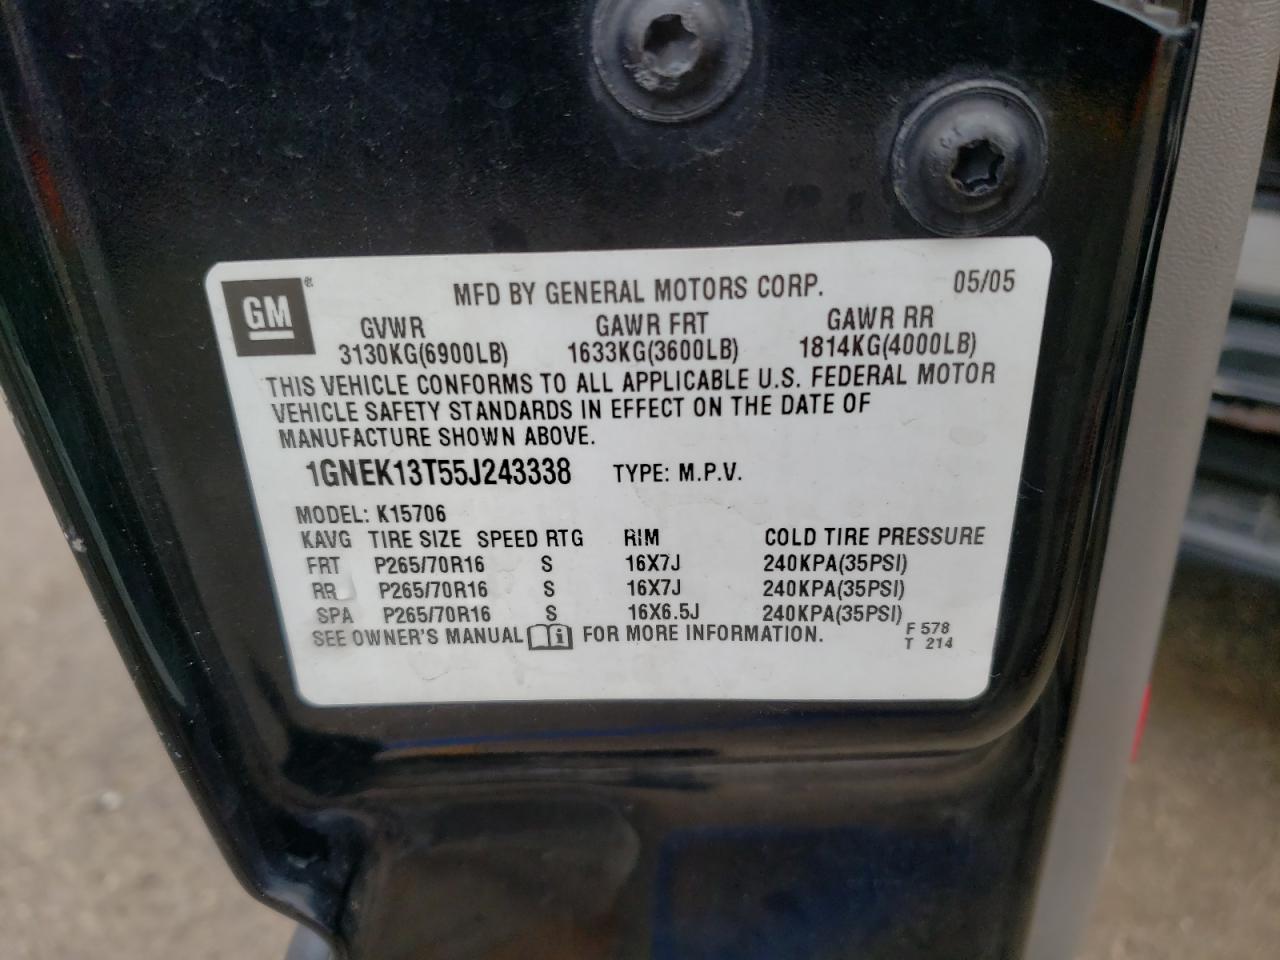 GM ®
MFD BY GENERAL MOTORS CORP. 05/05
GVWR GAWR FRT GAWR RR
3130KG(6900LB) 1633KG(3600LB) 1814KG(4000LB)
THIS VEHICLE CONFORMS TO ALL APPLICABLE U.S. FEDERAL MOTOR
VEHICLE SAFETY STANDARDS IN EFFECT ON THE DATE OF
MANUFACTURE SHOWN ABOVE.
1GNEK13T55J243338 TYPE: M.P.V.
MODEL: K15706
KAVG TIRE SIZE SPEED RTG RIM COLD TIRE PRESSURE
FRT P265/70R16 S 16X7J 240KPA(35PSI)
RR P265/70R16 S 16X7J 240KPA(35PSI)
SPA P265/70R16 S 16X6.5J 240KPA(35PSI)
SEE OWNER'S MANUAL i FOR MORE INFORMATION. F 578
T 214